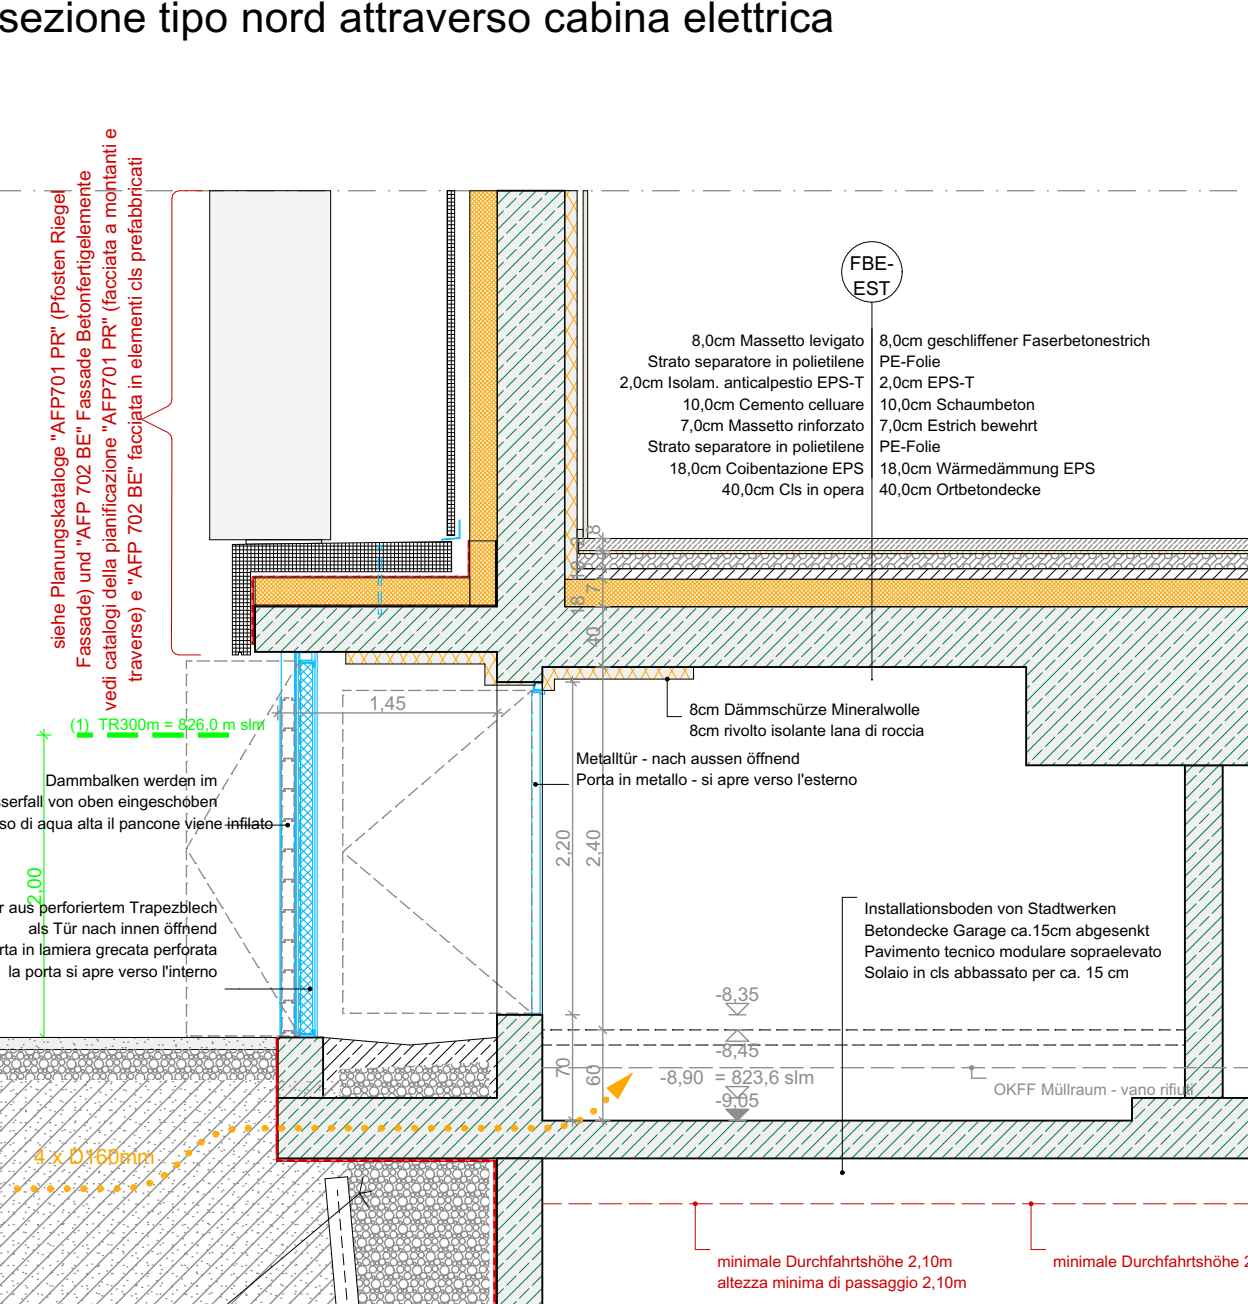 sezione tipo nord attraverso cabina elettrica
siehe Planungskataloge "AFP701 PR" (Pfosten Riegel
Fassade) und "AFP 702 BE" Fassade Betonfertigelemente
vedi catalogi della pianificazione "AFP701 PR" (facciata a montanti e
traverse) e "AFP 702 BE" facciata in elementi cls prefabbricati
FBE-
EST
8,0cm Massetto levigato
Strato separatore in polietilene
2,0cm Isolam. anticalpestio EPS-T
10,0cm Cemento celluare
7,0cm Massetto rinforzato
Strato separatore in polietilene
18,0cm Coibentazione EPS
40,0cm Cls in opera
8,0cm geschliffener Faserbetonestrich
PE-Folie
2,0cm EPS-T
10,0cm Schaumbeton
7,0cm Estrich bewehrt
PE-Folie
18,0cm Wärmedämmung EPS
40,0cm Ortbetondecke
8
2
10
7
18
40
1,45
8cm Dämmschürze Mineralwolle
8cm rivolto isolante lana di roccia
(1) TR300m = 826,0 m slm
Metalltür - nach aussen öffnend
Porta in metallo - si apre verso l'esterno
Dammbalken werden im
sserfall von oben eingeschoben
so di aqua alta il pancone viene infilato
2,00
2,20
2,40
r aus perforiertem Trapezblech
als Tür nach innen öffnend
rta in lamiera grecata perforata
la porta si apre verso l'interno
Installationsboden von Stadtwerken
Betondecke Garage ca.15cm abgesenkt
Pavimento tecnico modulare sopraelevato
Solaio in cls abbassato per ca. 15 cm
-8,35
-8,45
70
60
-8,90 = 823,6 slm
-9,05
OKFF Müllraum - vano rifiuti
4 x D160mm
minimale Durchfahrtshöhe 2,10m
altezza minima di passaggio 2,10m
minimale Durchfahrtshöhe 2